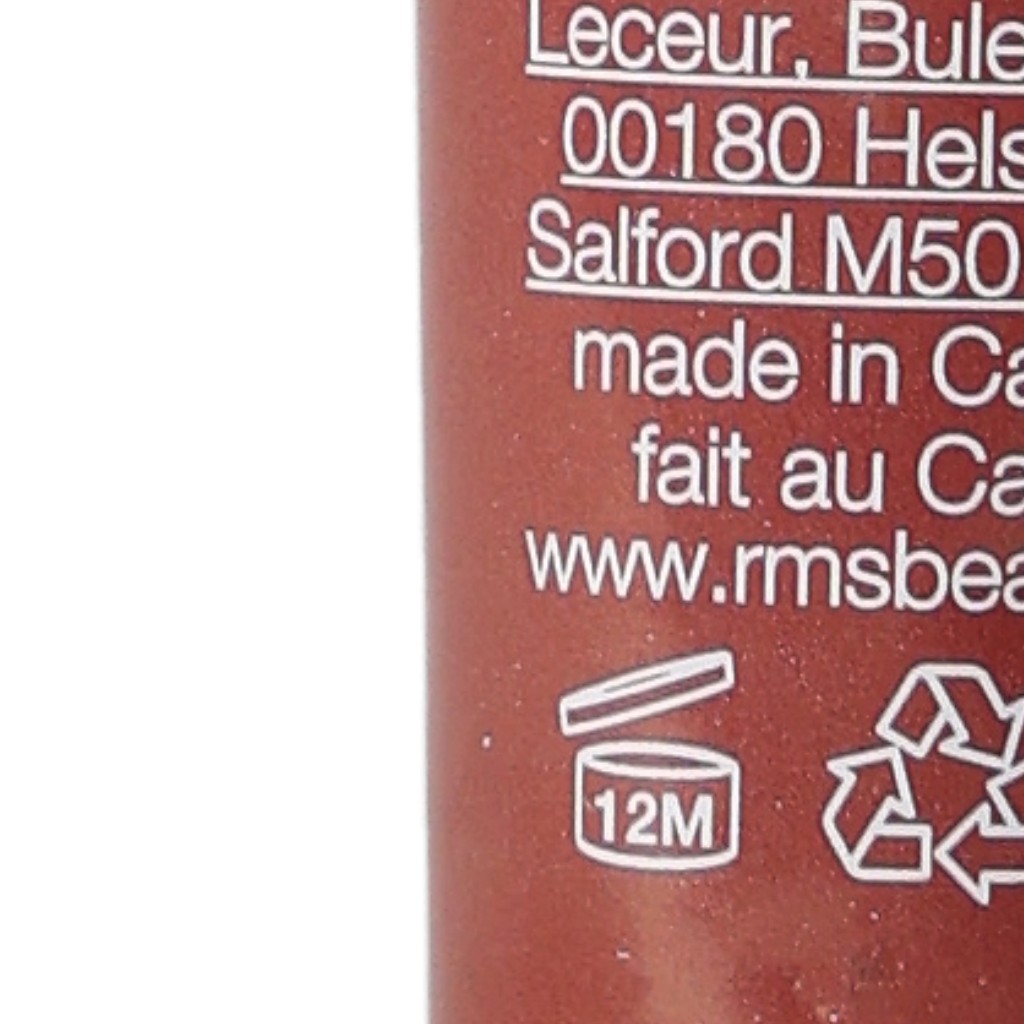 Leceur, Bule
00180 Hels
Salford M50
made in Ca
fait au Ca
www.rmsbea
12M